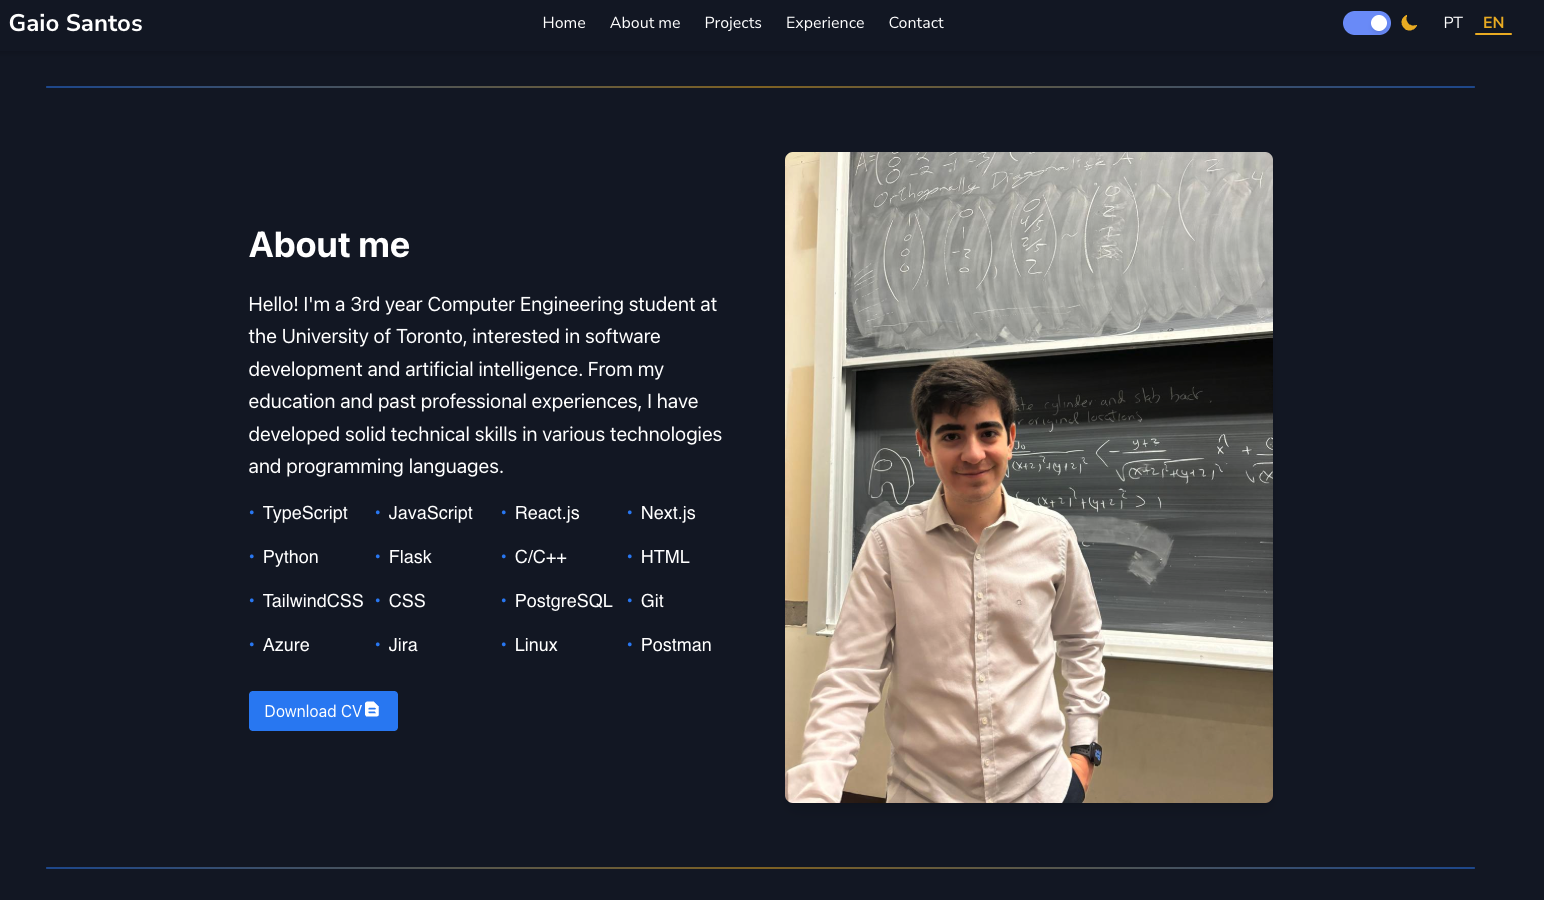 Gaio Santos
Home About me Projects Experience Contact
PT EN
About me
Hello! I'm a 3rd year Computer Engineering student at
the University of Toronto, interested in software
development and artificial intelligence. From my
education and past professional experiences, I have
developed solid technical skills in various technologies
and programming languages.
• TypeScript • JavaScript • React.js • Next.js
• Python • Flask • C/C++ • HTML
• TailwindCSS • CSS • PostgreSQL • Git
• Azure • Jira • Linux • Postman
Download CV
Orthogonally Diagonalise A
cylinder and slab back.
original locations